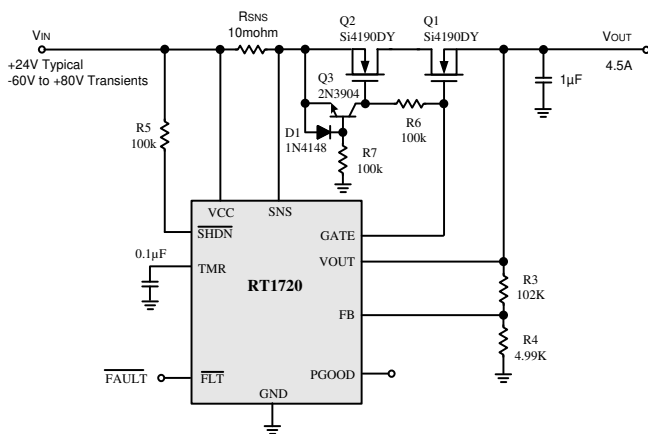 VIN
+24V Typical
-60V to +80V Transients
RSNS
10mohm
Q2
Si4190DY
Q1
Si4190DY
VOUT
4.5A
1µF
Q3
2N3904
R6
100k
D1
1N4148
R7
100k
R5
100k
VCC
SNS
SHDN
GATE
0.1µF
TMR
VOUT
RT1720
R3
102K
FB
R4
4.99K
FAULT
FLT
PGOOD
GND